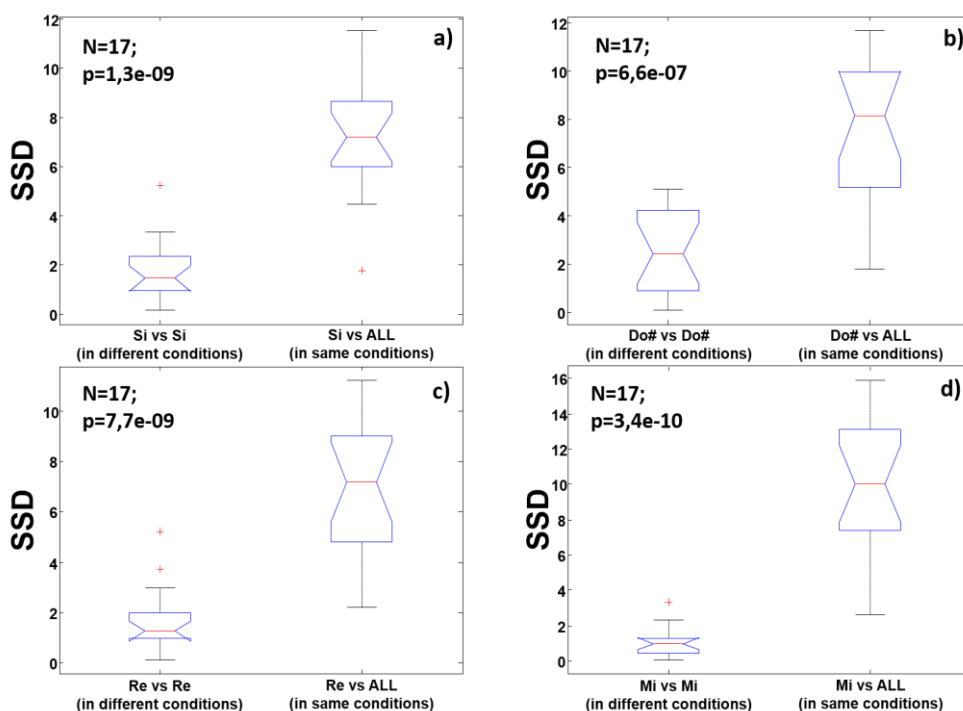 a)
N=17;
p=1,3e-09
SSD
12
10
8
6
4
2
0
Si vs Si
(in different conditions)
Si vs ALL
(in same conditions)
b)
N=17;
p=6,6e-07
SSD
12
10
8
6
4
2
0
Do# vs Do#
(in different conditions)
Do# vs ALL
(in same conditions)
c)
N=17;
p=7,7e-09
SSD
10
8
6
4
2
0
Re vs Re
(in different conditions)
Re vs ALL
(in same conditions)
d)
N=17;
p=3,4e-10
SSD
16
14
12
10
8
6
4
2
0
Mi vs Mi
(in different conditions)
Mi vs ALL
(in same conditions)